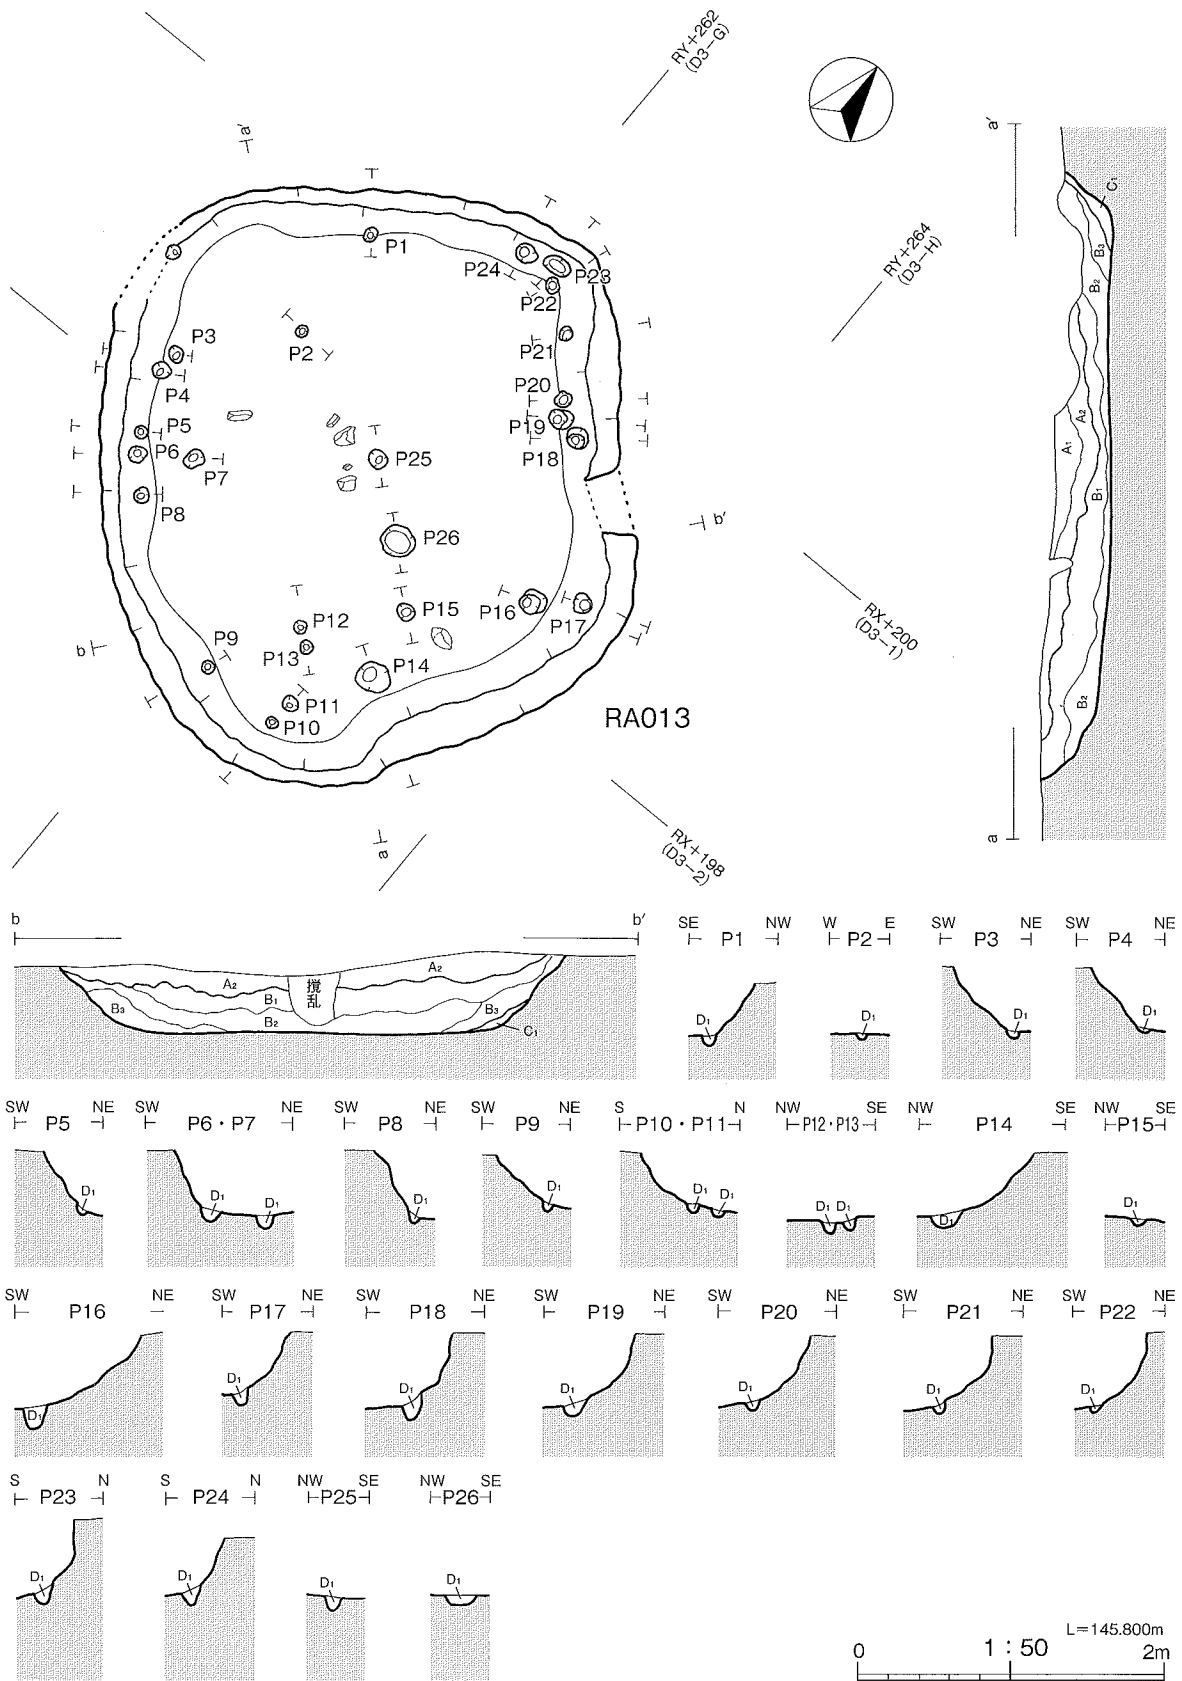 RY+262
(D3-G)
a'
a'
C1
P1
P24
P23
P22
B3
B2
RY+264
(D3-H)
P3
P2
P21
P4
P20
P5
P19
A2
A1
P6
P18
P7
P25
P8
B1
b'
P26
P16
P15
P17
P12
RX+200
(D3-1)
P9
b
P13
P14
P11
B2
P10
RA013
a
a
RX+198
(D3-2)
b
b'
A2
A2
B1
攪乱
B3
B2
B3
C1
SE P1 NW
W P2 E
SW P3 NE
SW P4 NE
D1
D1
D1
D1
SW P5 NE
SW P6・P7 NE
SW P8 NE
SW P9 NE
S P10・P11 N
NW P12・P13 SE
NW P14 SE
NW P15 SE
D1
D1 D1
D1
D1
D1 D1
D1 D1
D1
D1
SW P16 NE
SW P17 NE
SW P18 NE
SW P19 NE
SW P20 NE
SW P21 NE
SW P22 NE
D1
D1
D1
D1
D1
D1
D1
S P23 N
S P24 N
NW P25 SE
NW P26 SE
D1
D1
D1
D1
L=145.800m
0 1:50 2m